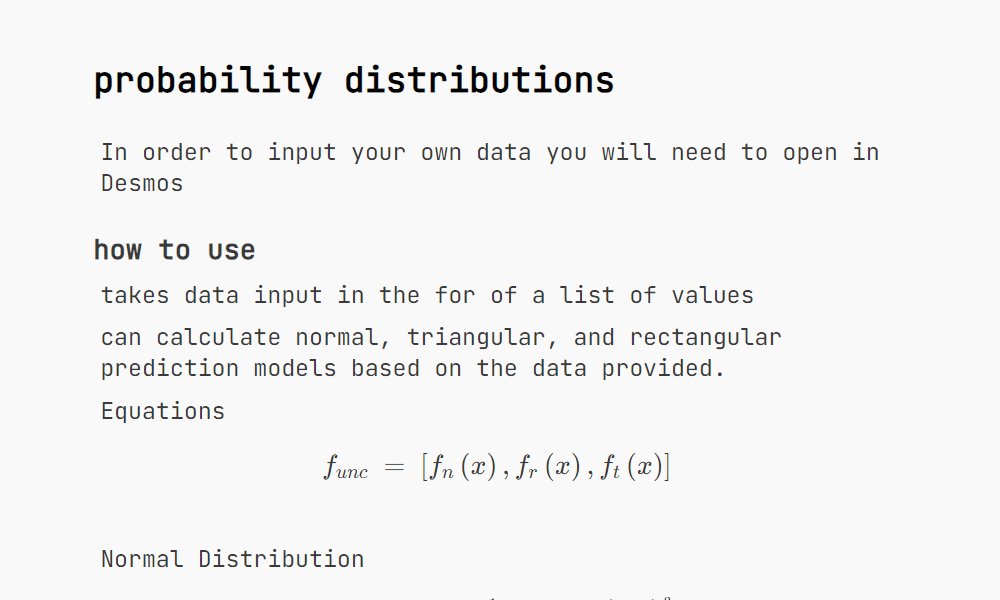 probability distributions
In order to input your own data you will need to open in
Desmos
how to use
takes data input in the for of a list of values
can calculate normal, triangular, and rectangular
prediction models based on the data provided.
Equations
f_{unc} = [f_n(x), f_r(x), f_t(x)]
Normal Distribution